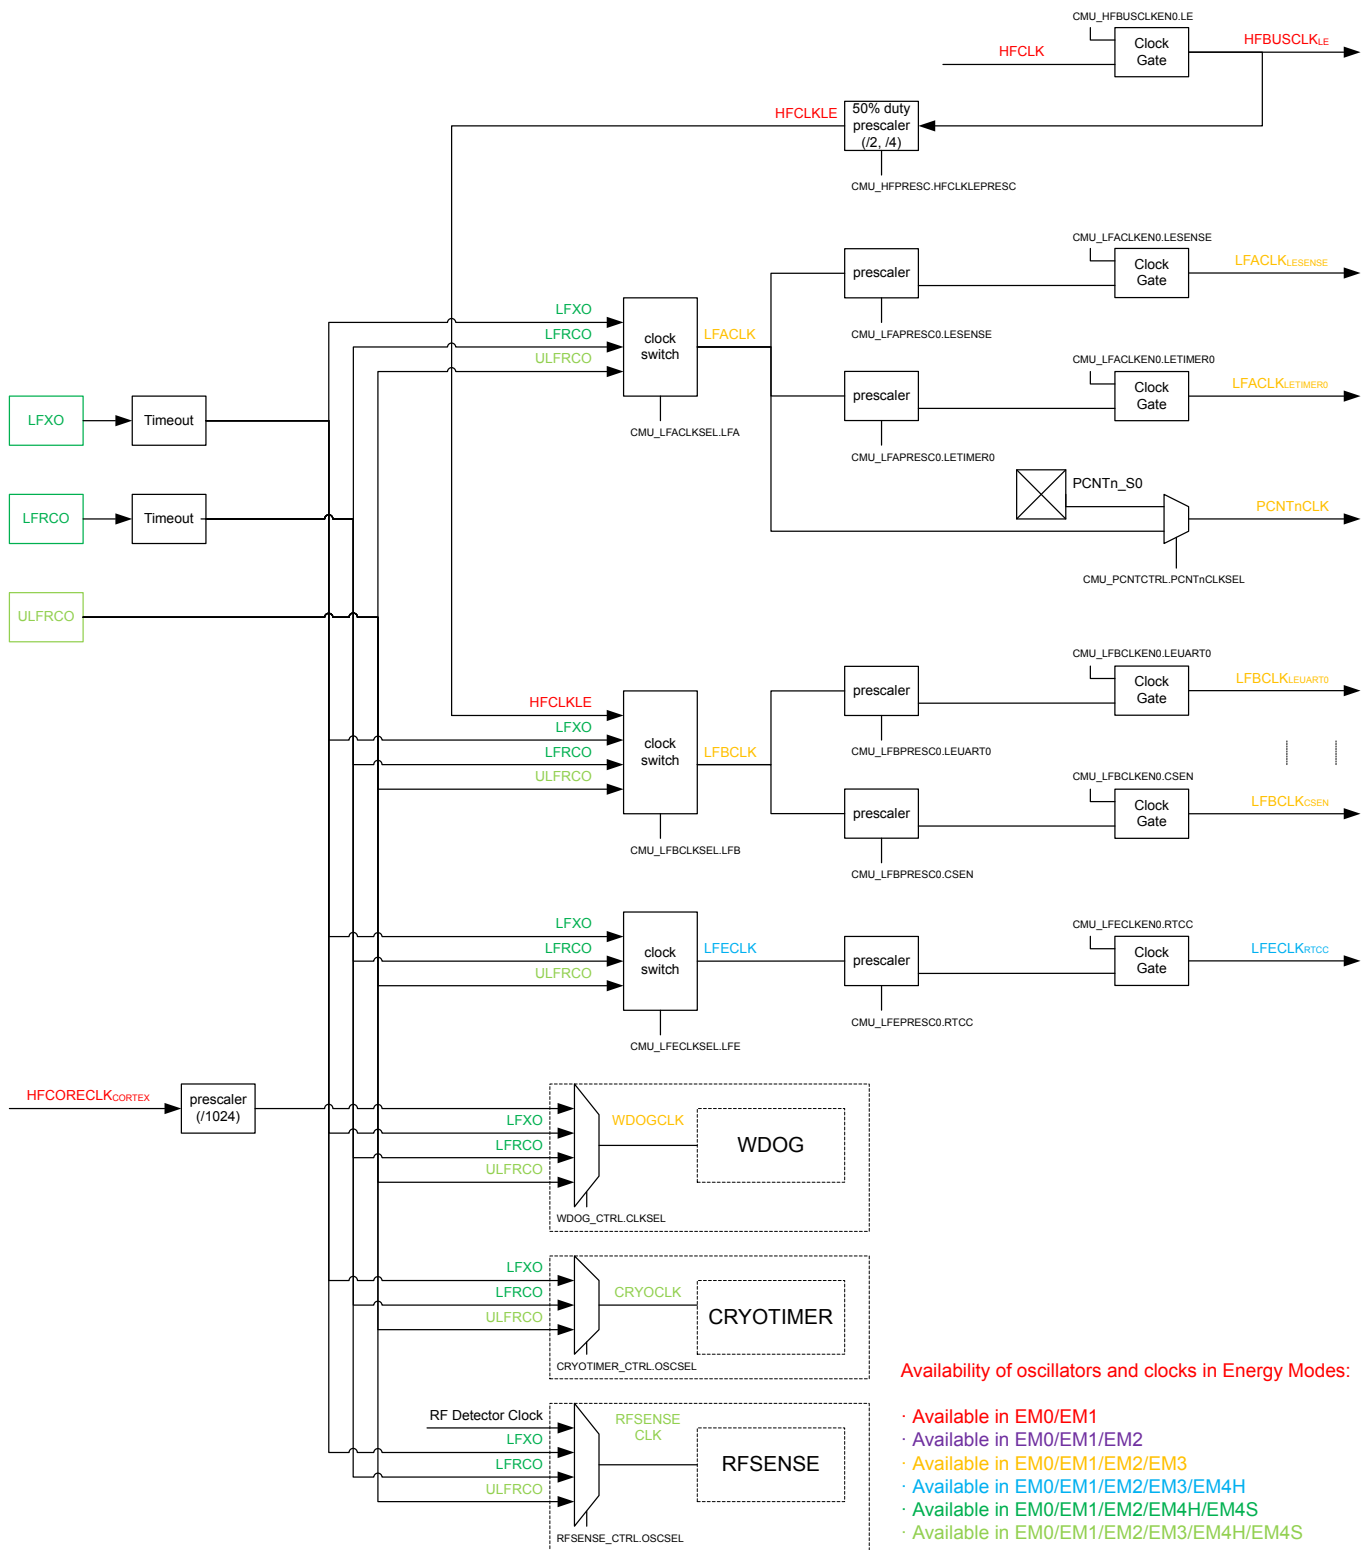 CMU_HFBUSCLKEN0.LE
HFCLK
Clock
Gate
HFBUSCLKLE
HFCLKLE
50% duty
prescaler
(/2, /4)
CMU_HFPRESC.HFCLKLEPRESC
CMU_LFACLKEN0.LESENSE
prescaler
Clock
Gate
LFACLKLESENSE
CMU_LFAPRESC0.LESENSE
LFXO
LFRCO
ULFRCO
clock
switch
LFACLK
CMU_LFACLKSEL.LFA
CMU_LFACLKEN0.LETIMER0
prescaler
Clock
Gate
LFACLKLETIMER0
CMU_LFAPRESC0.LETIMER0
LFXO
Timeout
PCNTn_S0
PCNTnCLK
CMU_PCNTCTRL.PCNTnCLKSEL
LFRCO
Timeout
ULFRCO
CMU_LFBCLKEN0.LEUART0
prescaler
Clock
Gate
LFBCLKLEUART0
CMU_LFBPRESC0.LEUART0
HFCLKLE
LFXO
LFRCO
ULFRCO
clock
switch
LFBCLK
CMU_LFBCLKSEL.LFB
CMU_LFBCLKEN0.CSEN
prescaler
Clock
Gate
LFBCLKCSEN
CMU_LFBPRESC0.CSEN
LFXO
LFRCO
ULFRCO
clock
switch
LFECLK
CMU_LFECLKSEL.LFE
CMU_LFECLKEN0.RTCC
prescaler
Clock
Gate
LFECLKRTCC
CMU_LFEPRESC0.RTCC
HFCORECLKCORTEX
prescaler
(/1024)
LFXO
LFRCO
ULFRCO
WDOGCLK
WDOG
WDOG_CTRL.CLKSEL
LFXO
LFRCO
ULFRCO
CRYOCLK
CRYOTIMER
CRYOTIMER_CTRL.OSCSEL
RF Detector Clock
LFXO
LFRCO
ULFRCO
RFSENSE
CLK
RFSENSE
RFSENSE_CTRL.OSCSEL
Availability of oscillators and clocks in Energy Modes:
· Available in EM0/EM1
· Available in EM0/EM1/EM2
· Available in EM0/EM1/EM2/EM3
· Available in EM0/EM1/EM2/EM3/EM4H
· Available in EM0/EM1/EM2/EM4H/EM4S
· Available in EM0/EM1/EM2/EM3/EM4H/EM4S